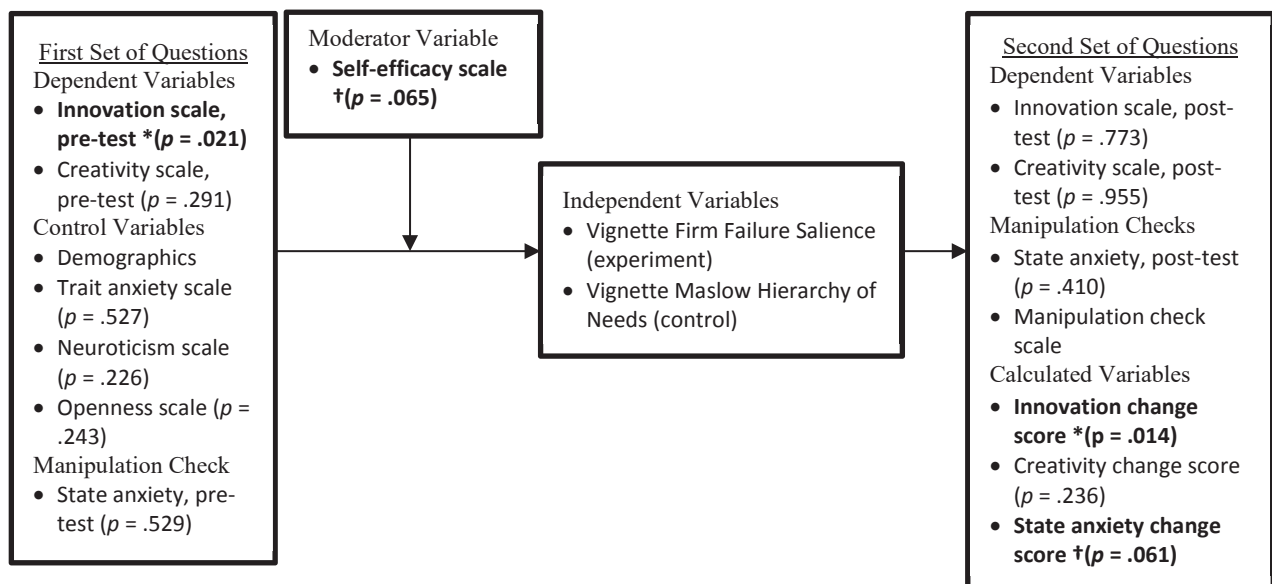 First Set of Questions
Dependent Variables
• Innovation scale,
pre-test *(p = .021)
• Creativity scale,
pre-test (p = .291)
Control Variables
• Demographics
• Trait anxiety scale
(p = .527)
• Neuroticism scale
(p = .226)
• Openness scale (p =
.243)
Manipulation Check
• State anxiety, pre-
test (p = .529)
Moderator Variable
• Self-efficacy scale
†(p = .065)
Independent Variables
• Vignette Firm Failure Salience
(experiment)
• Vignette Maslow Hierarchy of
Needs (control)
Second Set of Questions
Dependent Variables
• Innovation scale, post-
test (p = .773)
• Creativity scale, post-
test (p = .955)
Manipulation Checks
• State anxiety, post-test
(p = .410)
• Manipulation check
scale
Calculated Variables
• Innovation change
score *(p = .014)
• Creativity change score
(p = .236)
• State anxiety change
score †(p = .061)